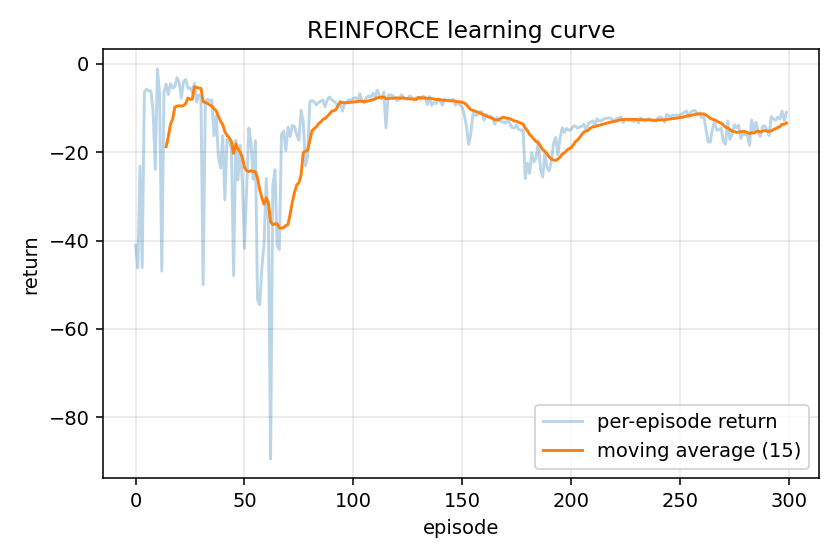 REINFORCE learning curve
0
−20
−40
−60
−80
return
0
50
100
150
200
250
300
episode
per-episode return
moving average (15)